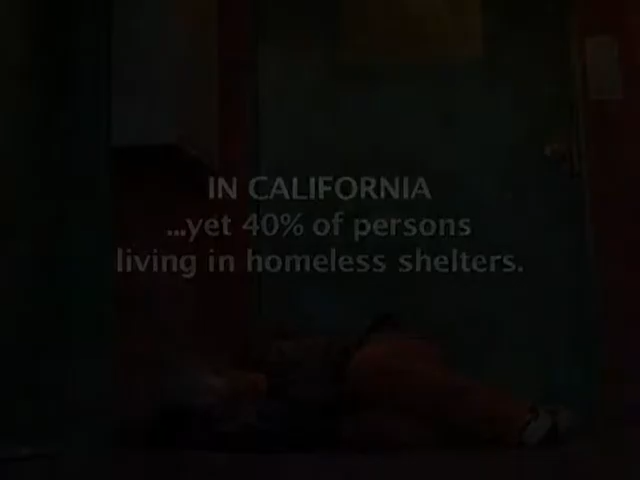 IN CALIFORNIA
...yet 40% of persons
living in homeless shelters.